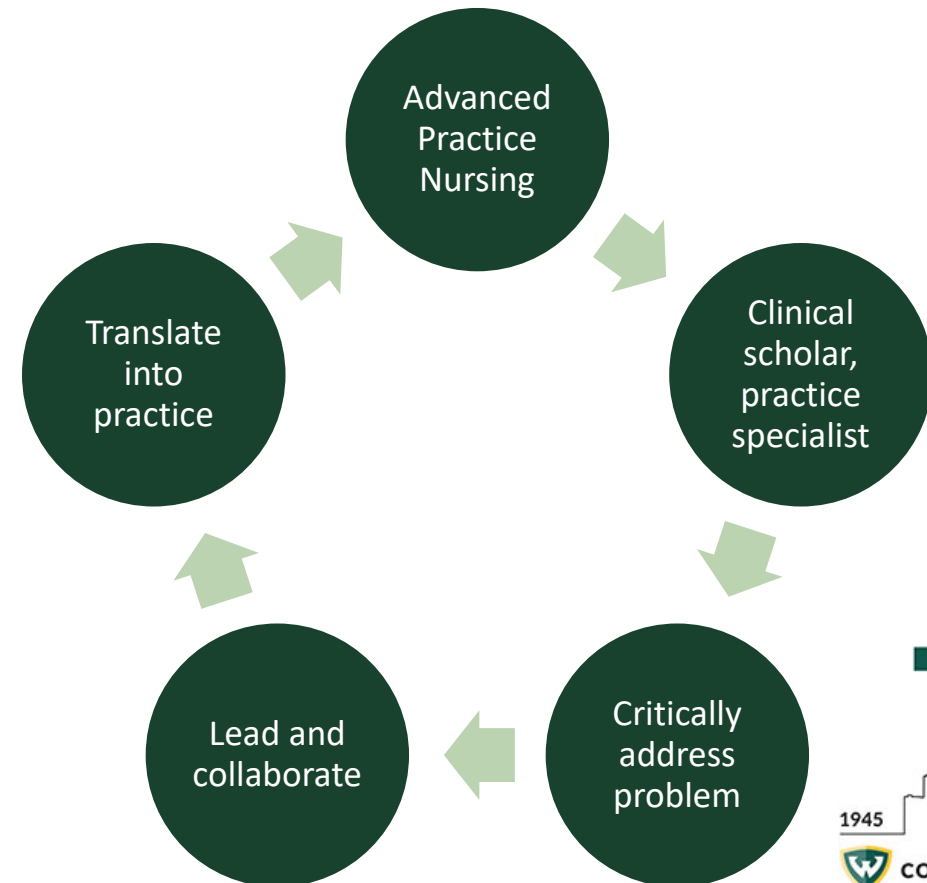 Advanced
Practice
Nursing
Clinical
scholar,
practice
specialist
Critically
address
problem
Lead and
collaborate
Translate
into
practice
1945
W